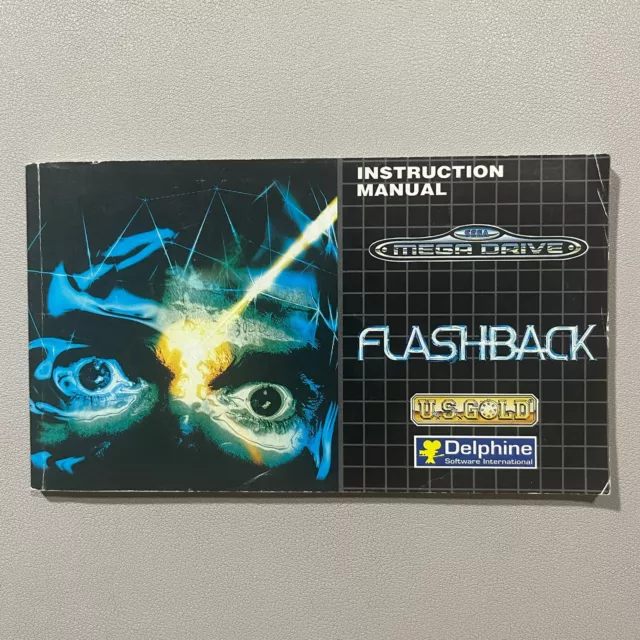 INSTRUCTION
MANUAL
SEGA
MEGA DRIVE
FLASHBACK
U.S. GOLD
Delphine
Software International